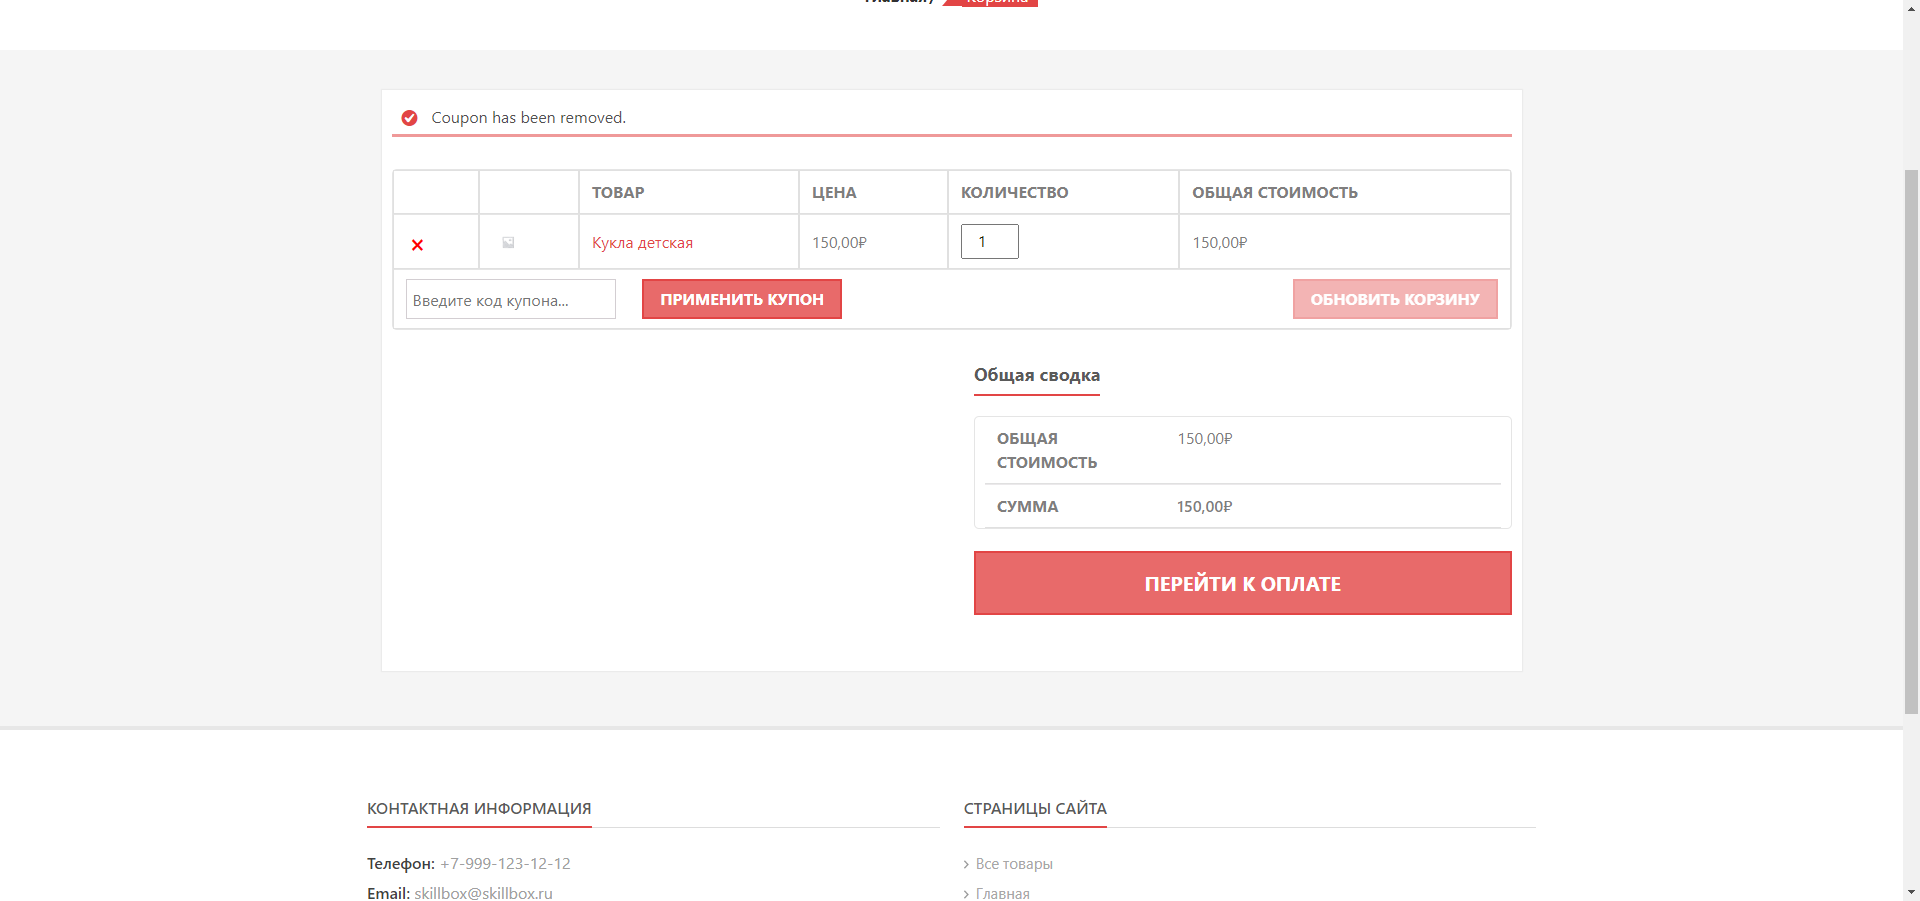 Главная /
Корзина
Coupon has been removed.
ТОВАР ЦЕНА КОЛИЧЕСТВО ОБЩАЯ СТОИМОСТЬ
Кукла детская 150,00₽ 1 150,00₽
Введите код купона... ПРИМЕНИТЬ КУПОН ОБНОВИТЬ КОРЗИНУ
Общая сводка
ОБЩАЯ СТОИМОСТЬ 150,00₽
СУММА 150,00₽
ПЕРЕЙТИ К ОПЛАТЕ
КОНТАКТНАЯ ИНФОРМАЦИЯ
Телефон: +7-999-123-12-12
Email: skillbox@skillbox.ru
СТРАНИЦЫ САЙТА
Все товары
Главная